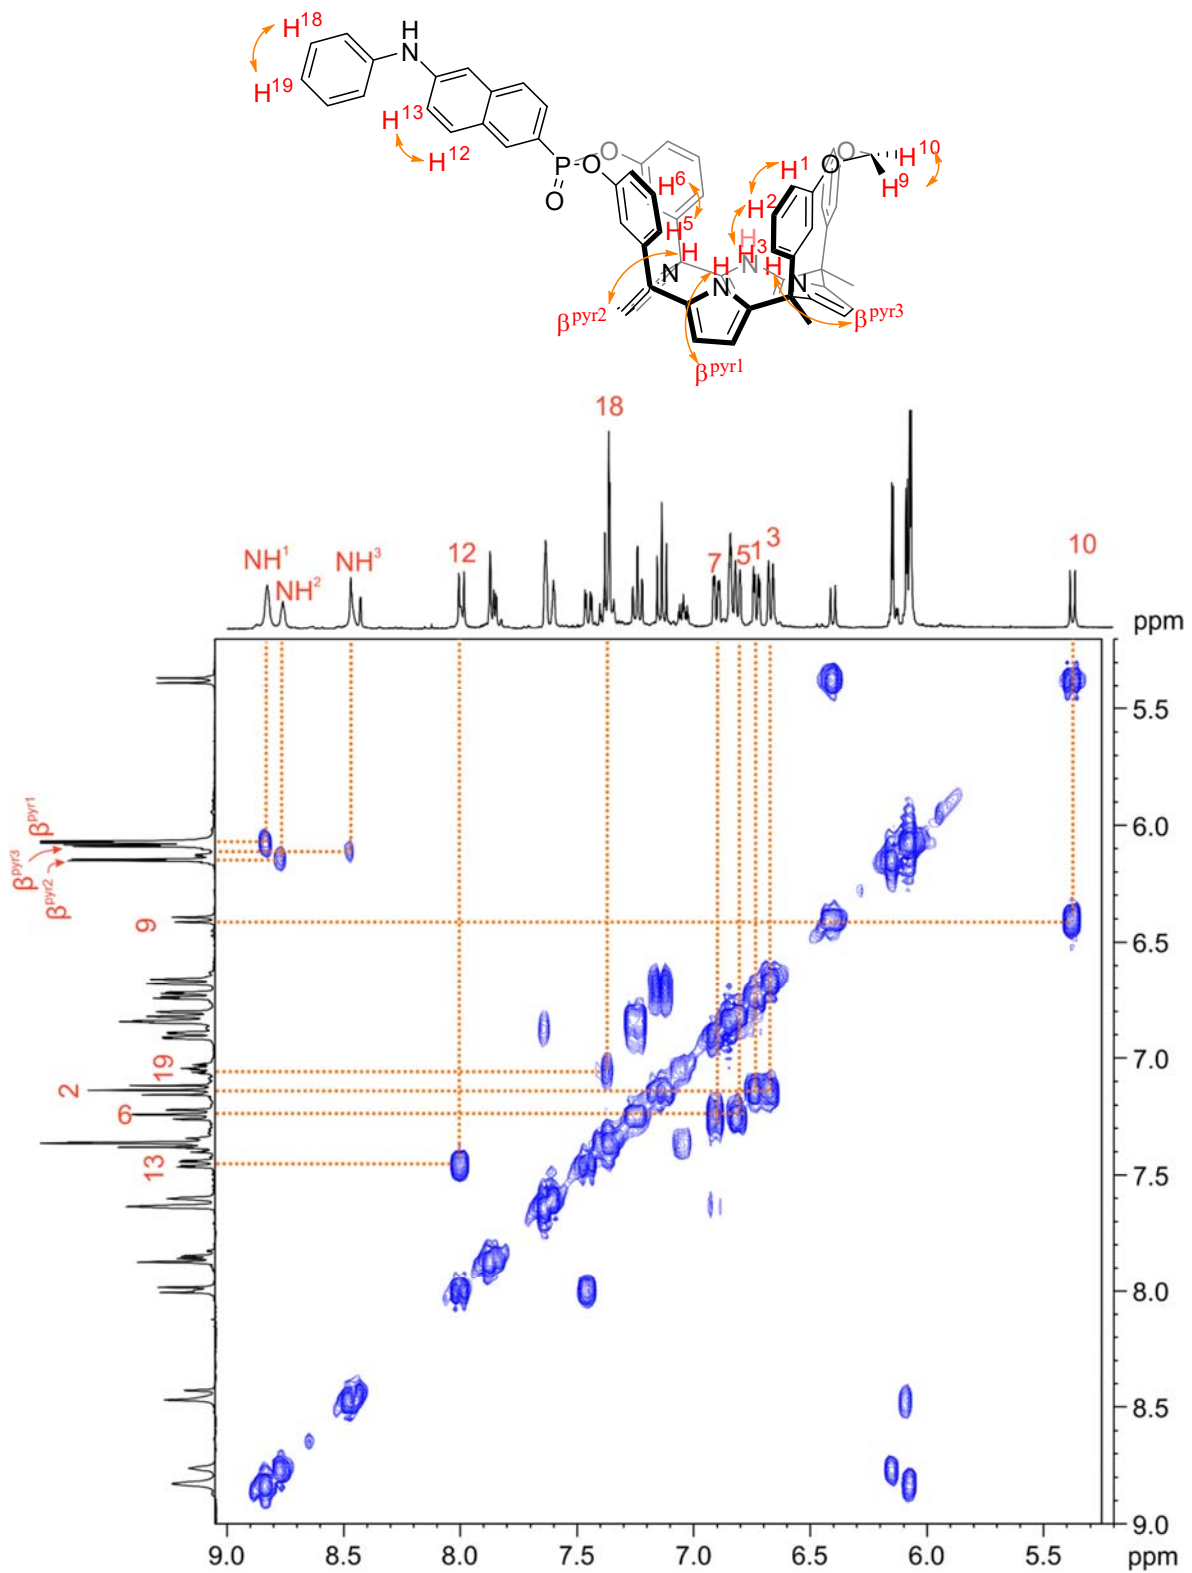 H18
H
N
H19
H13
H12
P
O
O
O
H6
H5
H
N
H1
H2
H
H3
H
N
H
N
N
O
O
H10
H9
βpyr2
βpyr1
βpyr3
18
NH1
NH2
NH3
12
7
5
1
3
10
ppm
βpyr1
βpyr3
βpyr2
9
19
2
6
13
5.5
6.0
6.5
7.0
7.5
8.0
8.5
9.0
9.0 8.5 8.0 7.5 7.0 6.5 6.0 5.5 ppm